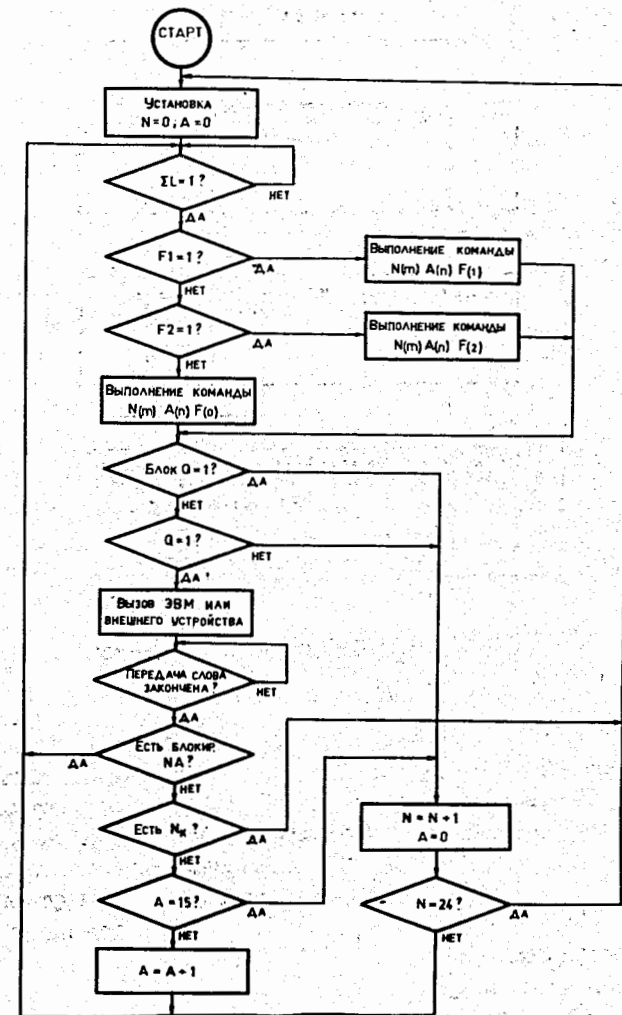 СТАРТ
УСТАНОВКА
N=0; A=0
ΣL=1?
НЕТ
ДА
F1=1?
ДА
НЕТ
ВЫПОЛНЕНИЕ КОМАНДЫ
N(m) A(n) F(1)
F2=1?
ДА
НЕТ
ВЫПОЛНЕНИЕ КОМАНДЫ
N(m) A(n) F(2)
ВЫПОЛНЕНИЕ КОМАНДЫ
N(m) A(n) F(0)
БЛОК Q=1?
ДА
НЕТ
Q=1?
НЕТ
ДА
ВЫЗОВ ЭВМ ИЛИ
ВНЕШНЕГО УСТРОЙСТВА
ПЕРЕДАЧА СЛОВА
ЗАКОНЧЕНА?
НЕТ
ДА
ЕСТЬ БЛОКИР.
NA?
ДА
НЕТ
ЕСТЬ Nк?
ДА
НЕТ
N=N+1
A=0
A=15?
ДА
НЕТ
N=24?
ДА
НЕТ
A=A+1